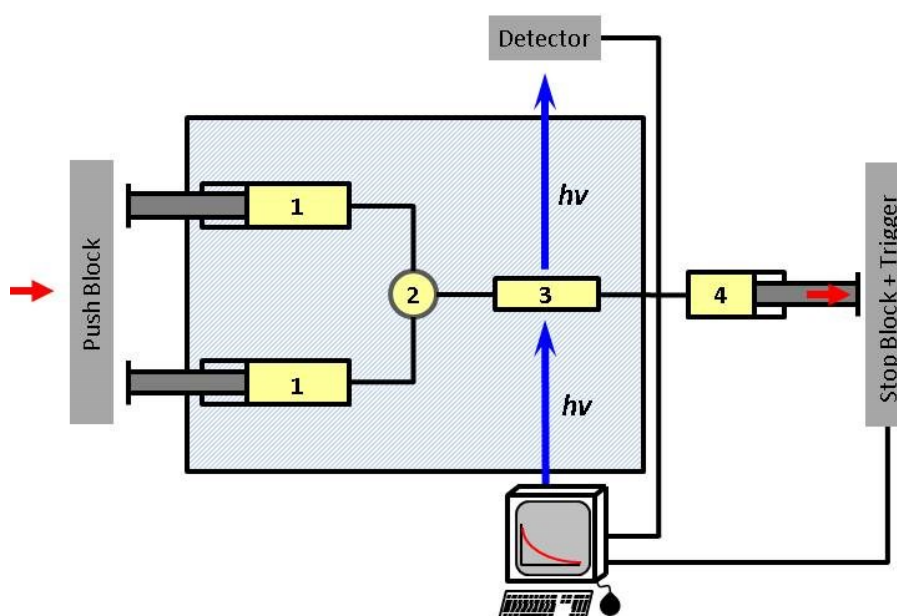 Detector
1
hv
Push Block
2
3
4
Stop Block + Trigger
1
hv